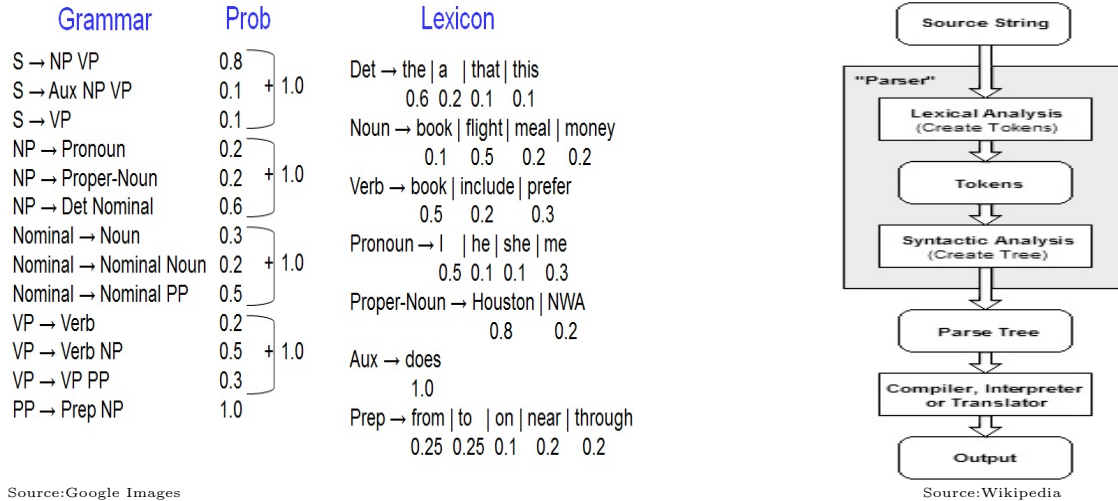 Grammar Prob
S → NP VP 0.8
S → Aux NP VP 0.1 + 1.0
S → VP 0.1
NP → Pronoun 0.2
NP → Proper-Noun 0.2 + 1.0
NP → Det Nominal 0.6
Nominal → Noun 0.3
Nominal → Nominal Noun 0.2 + 1.0
Nominal → Nominal PP 0.5
VP → Verb 0.2
VP → Verb NP 0.5 + 1.0
VP → VP PP 0.3
PP → Prep NP 1.0
Lexicon
Det → the | a | that | this
0.6 0.2 0.1 0.1
Noun → book | flight | meal | money
0.1 0.5 0.2 0.2
Verb → book | include | prefer
0.5 0.2 0.3
Pronoun → I | he | she | me
0.5 0.1 0.1 0.3
Proper-Noun → Houston | NWA
0.8 0.2
Aux → does
1.0
Prep → from | to | on | near | through
0.25 0.25 0.1 0.2 0.2
Source:Google Images
Source String
"Parser"
Lexical Analysis
(Create Tokens)
Tokens
Syntactic Analysis
(Create Tree)
Parse Tree
Compiler, Interpreter
or Translator
Output
Source:Wikipedia